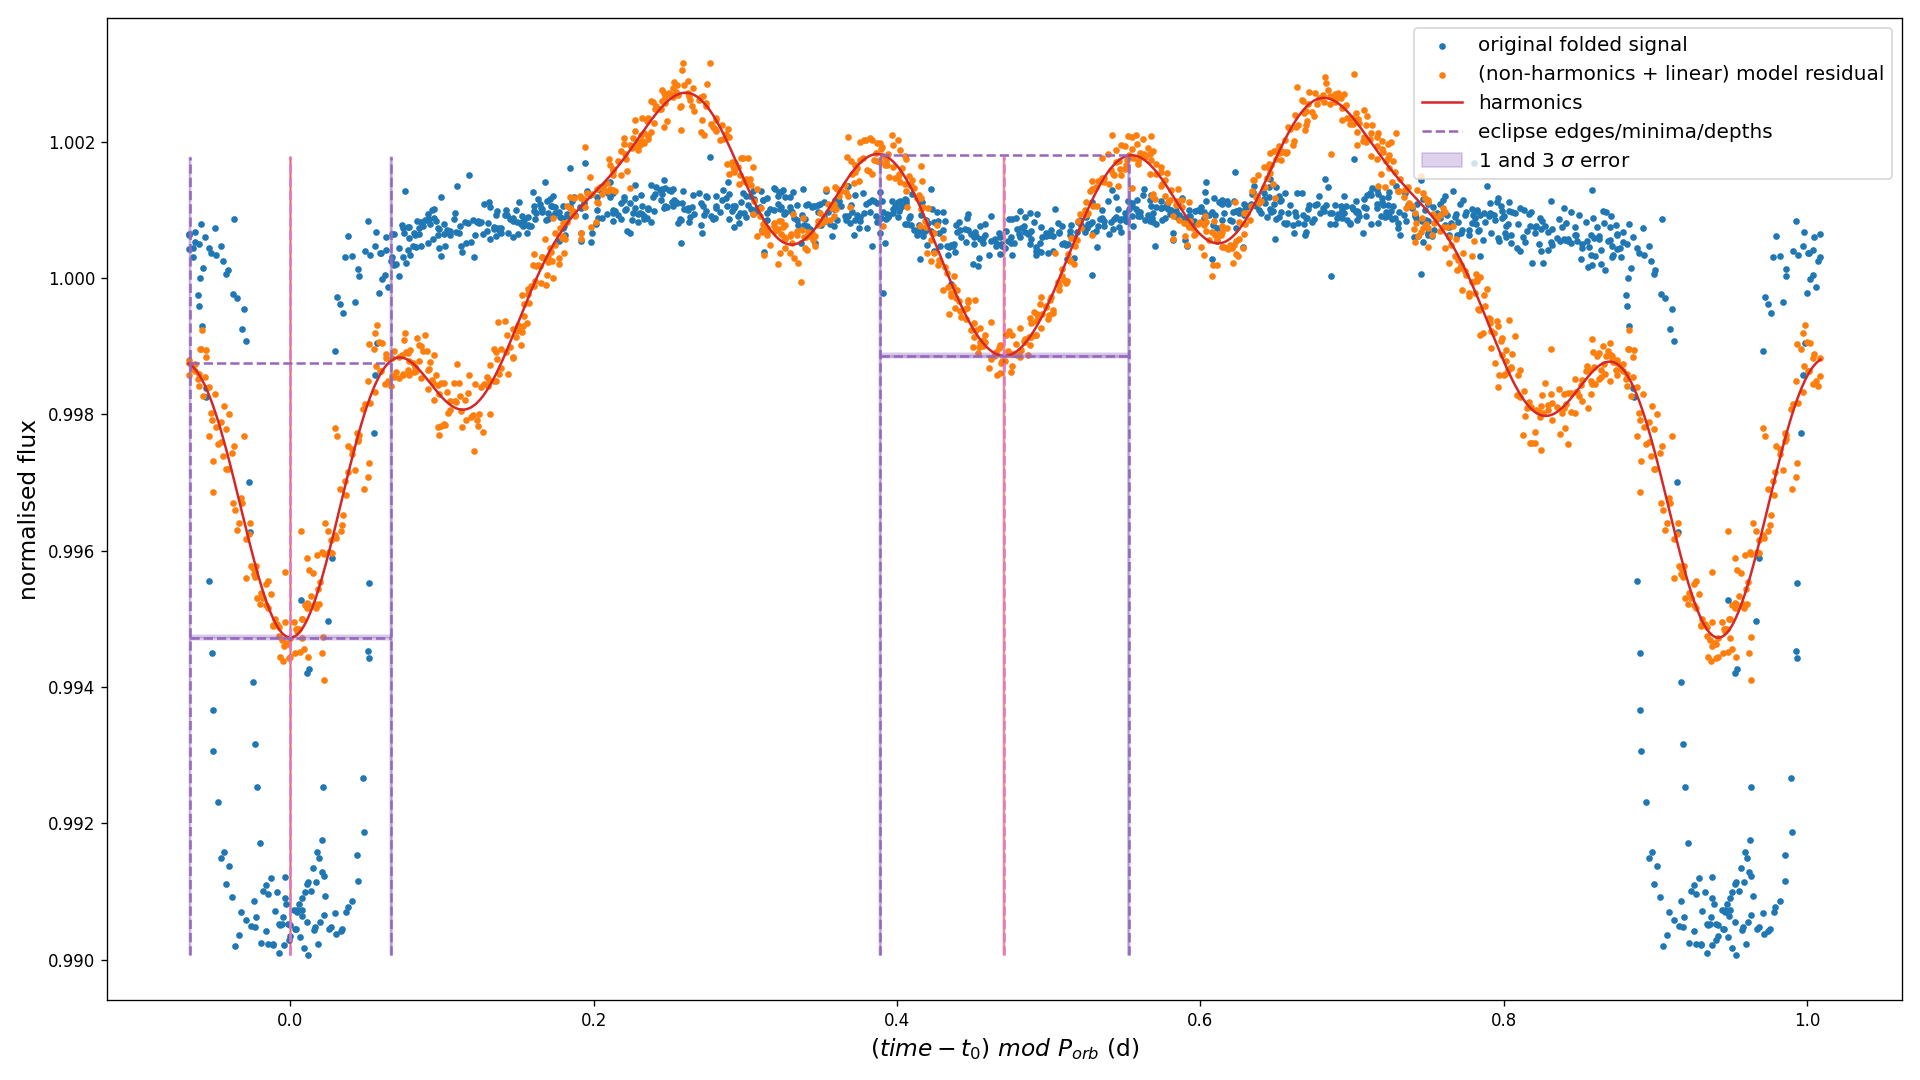 original folded signal
(non-harmonics + linear) model residual
harmonics
eclipse edges/minima/depths
1 and 3 σ error
normalised flux
1.002
1.000
0.998
0.996
0.994
0.992
0.990
0.0 0.2 0.4 0.6 0.8 1.0
(time − t₀) mod Pₒᵣb (d)